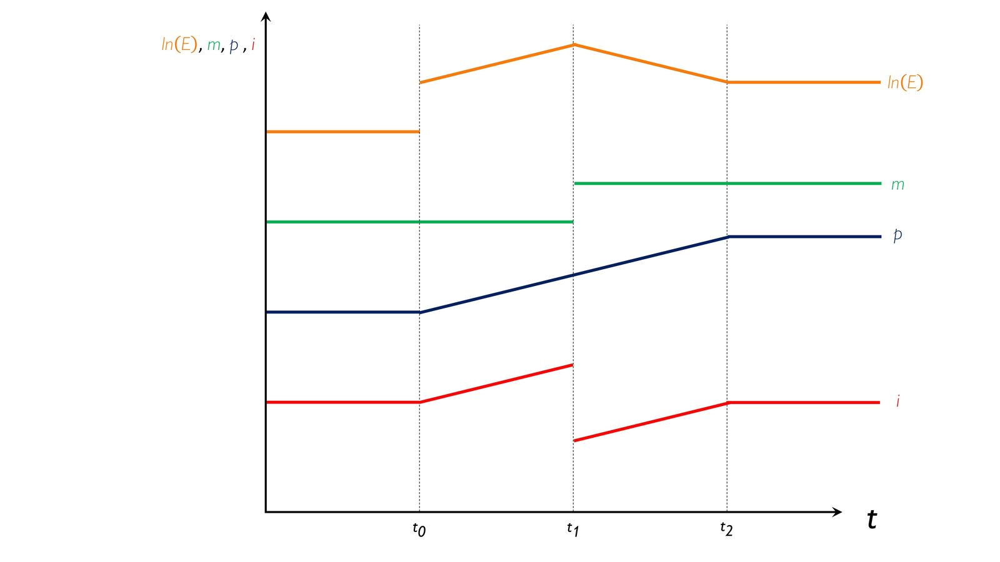 ln(E), m, p , i
ln(E)
m
p
i
t
t0
t1
t2